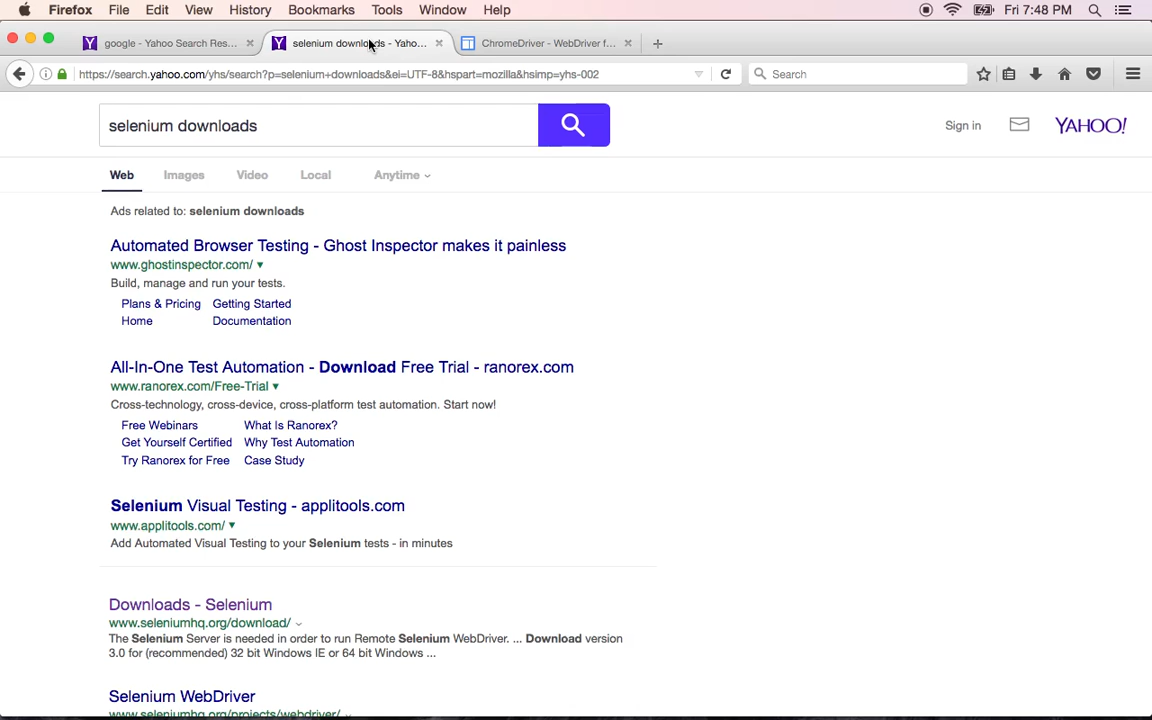 Firefox File Edit View History Bookmarks Tools Window Help Fri 7:48 PM
google - Yahoo Search Res... selenium downloads - Yaho... ChromeDriver - WebDriver f...
https://search.yahoo.com/yhs/search?p=selenium+downloads&ei=UTF-8&hspart=mozilla&hsimp=yhs-002 Search
selenium downloads Sign in YAHOO!
Web Images Video Local Anytime
Ads related to: selenium downloads
Automated Browser Testing - Ghost Inspector makes it painless
www.ghostinspector.com/
Build, manage and run your tests.
Plans & Pricing Getting Started
Home Documentation
All-In-One Test Automation - Download Free Trial - ranorex.com
www.ranorex.com/Free-Trial
Cross-technology, cross-device, cross-platform test automation. Start now!
Free Webinars What Is Ranorex?
Get Yourself Certified Why Test Automation
Try Ranorex for Free Case Study
Selenium Visual Testing - applitools.com
www.applitools.com/
Add Automated Visual Testing to your Selenium tests - in minutes
Downloads - Selenium
www.seleniumhq.org/download/
The Selenium Server is needed in order to run Remote Selenium WebDriver. ... Download version
3.0 for (recommended) 32 bit Windows IE or 64 bit Windows ...
Selenium WebDriver
www.seleniumhq.org/projects/webdriver/